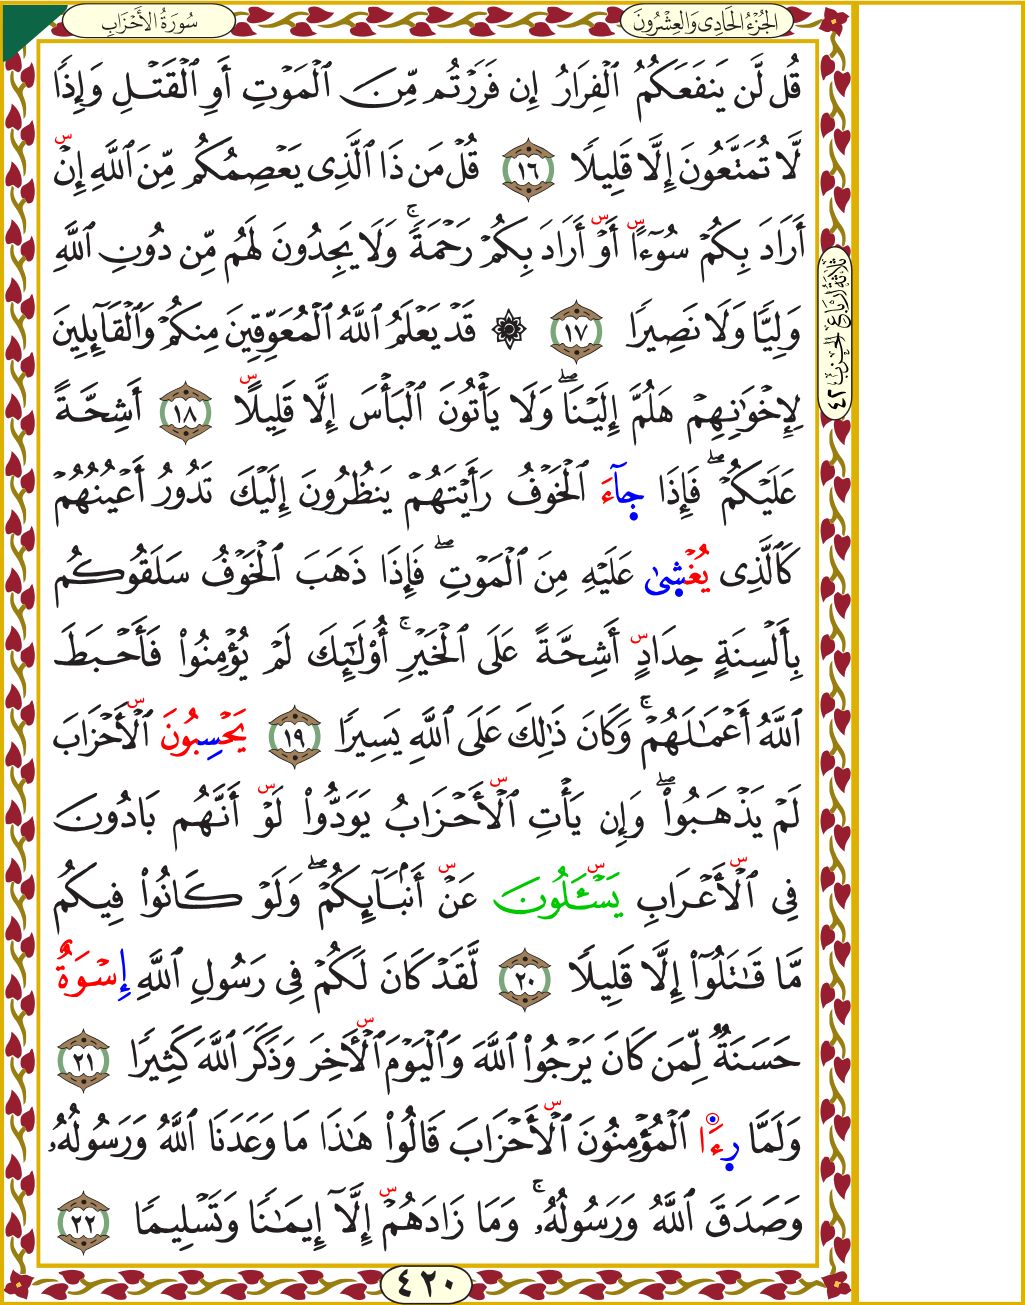 سُورَةُ الأَحْزَابِ
الجُزْءُ الحَادِى وَالعِشْرُونَ
قُل لَّن يَنفَعَكُمُ ٱلْفِرَارُ إِن فَرَرْتُم مِّنَ ٱلْمَوْتِ أَوِ ٱلْقَتْلِ وَإِذًا
لَّا تُمَتَّعُونَ إِلَّا قَلِيلًا ١٦ قُلْ مَن ذَا ٱلَّذِى يَعْصِمُكُم مِّنَ ٱللَّهِ إِنْ س
أَرَادَ بِكُمْ سُوٓءًا س أَوْ س أَرَادَ بِكُمْ رَحْمَةً ۚ وَلَا يَجِدُونَ لَهُم مِّن دُونِ ٱللَّهِ
وَلِيًّا وَلَا نَصِيرًا ١٧ ۞ قَدْ يَعْلَمُ ٱللَّهُ ٱلْمُعَوِّقِينَ مِنكُمْ وَٱلْقَآئِلِينَ
لِإِخْوَٰنِهِمْ هَلُمَّ إِلَيْنَا ۖ وَلَا يَأْتُونَ ٱلْبَأْسَ إِلَّا قَلِيلًا س ١٨ أَشِحَّةً
عَلَيْكُمْ ۖ فَإِذَا جَآءَ ٱلْخَوْفُ رَأَيْتَهُمْ يَنظُرُونَ إِلَيْكَ تَدُورُ أَعْيُنُهُمْ
كَٱلَّذِى يُغْشِىٰ عَلَيْهِ مِنَ ٱلْمَوْتِ ۖ فَإِذَا ذَهَبَ ٱلْخَوْفُ سَلَقُوكُم
بِأَلْسِنَةٍ حِدَادٍ س أَشِحَّةً عَلَى ٱلْخَيْرِ ۚ أُوْلَٰٓئِكَ لَمْ يُؤْمِنُوا۟ فَأَحْبَطَ
ٱللَّهُ أَعْمَٰلَهُمْ ۚ وَكَانَ ذَٰلِكَ عَلَى ٱللَّهِ يَسِيرًا ١٩ يَحْسِبُونَ ٱلْأَحْزَابَ س
لَمْ يَذْهَبُوا۟ ۖ وَإِن يَأْتِ ٱلْأَحْزَابُ س يَوَدُّوا۟ لَوْ س أَنَّهُم بَادُونَ
فِى ٱلْأَعْرَابِ س يَسْـَٔلُونَ س عَنْ س أَنۢبَآئِكُمْ ۖ وَلَوْ كَانُوا۟ فِيكُم
مَّا قَٰتَلُوٓا۟ إِلَّا قَلِيلًا ٢٠ لَّقَدْ كَانَ لَكُمْ فِى رَسُولِ ٱللَّهِ إِسْوَةٌ
حَسَنَةٌ لِّمَن كَانَ يَرْجُوا۟ ٱللَّهَ وَٱلْيَوْمَ ٱلْأَخِرَ س وَذَكَرَ ٱللَّهَ كَثِيرًا ٢١
وَلَمَّا رِءَا ٱلْمُؤْمِنُونَ ٱلْأَحْزَابَ س قَالُوا۟ هَٰذَا مَا وَعَدَنَا ٱللَّهُ وَرَسُولُهُۥ
وَصَدَقَ ٱللَّهُ وَرَسُولُهُۥ ۚ وَمَا زَادَهُمْ س إِلَّآ إِيمَٰنًا وَتَسْلِيمًا ٢٢
ثَلَاثَةُ أَرْبَاعِ الحِزْبِ ٤٢
٤٢٠